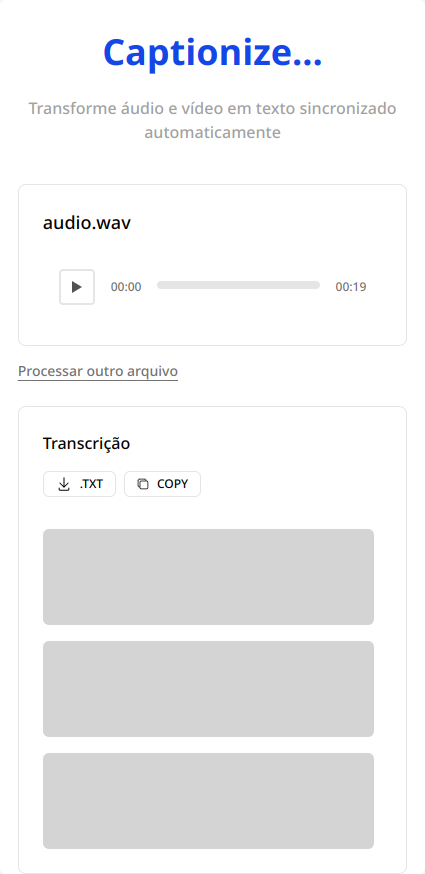 Captionize...
Transforme áudio e vídeo em texto sincronizado
automaticamente
audio.wav
00:00
00:19
Processar outro arquivo
Transcrição
.TXT
COPY